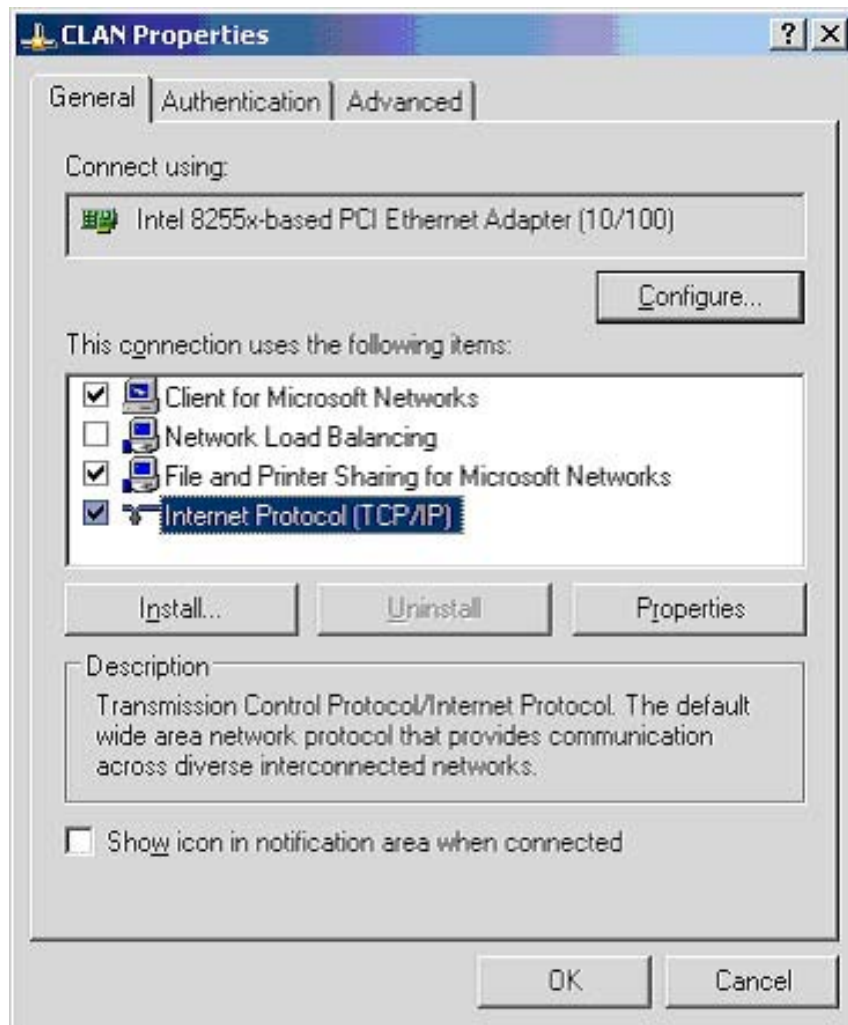 CLAN Properties
General Authentication Advanced
Connect using:
Intel 8255x-based PCI Ethernet Adapter (10/100)
Configure...
This connection uses the following items:
Client for Microsoft Networks
Network Load Balancing
File and Printer Sharing for Microsoft Networks
Internet Protocol (TCP/IP)
Install... Uninstall Properties
Description
Transmission Control Protocol/Internet Protocol. The default
wide area network protocol that provides communication
across diverse interconnected networks.
Show icon in notification area when connected
OK Cancel